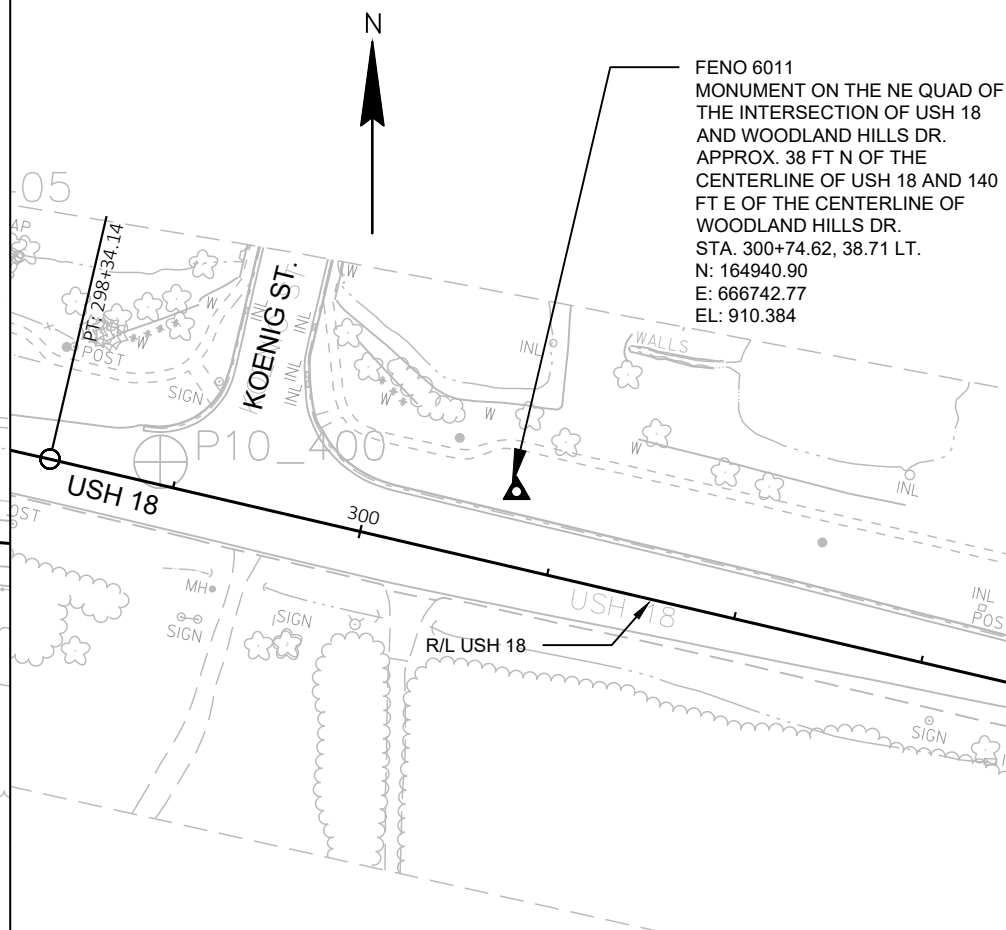 N
FENO 6011
MONUMENT ON THE NE QUAD OF
THE INTERSECTION OF USH 18
AND WOODLAND HILLS DR.
APPROX. 38 FT N OF THE
CENTERLINE OF USH 18 AND 140
FT E OF THE CENTERLINE OF
WOODLAND HILLS DR.
STA. 300+74.62, 38.71 LT.
N: 164940.90
E: 666742.77
EL: 910.384
05
AP
PT: 298+34.14
W
W
POST
SIGN
KOENIG ST.
INL
INL
INL
INL
W
W
W
INL
WALLS
W
INL
P10_400
USH 18
300
OST
MH
SIGN
SIGN
USH 18
R/L USH 18
INL
POS
SIGN